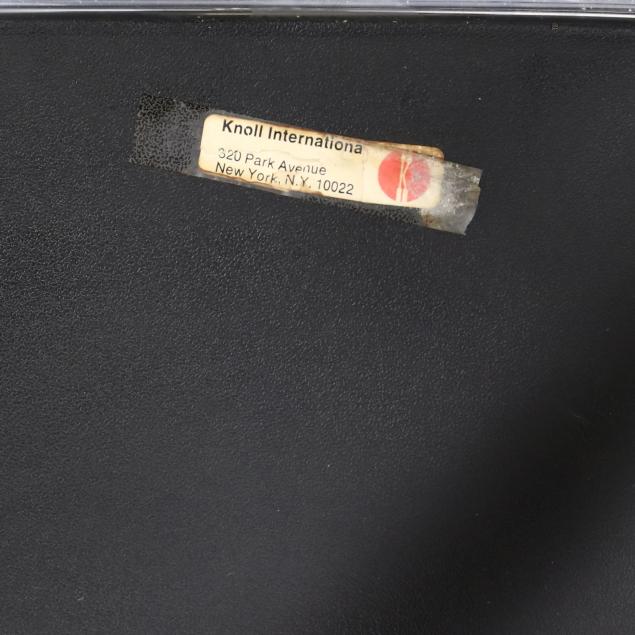 Knoll Internationa
320 Park Avenue
New York, N.Y. 10022